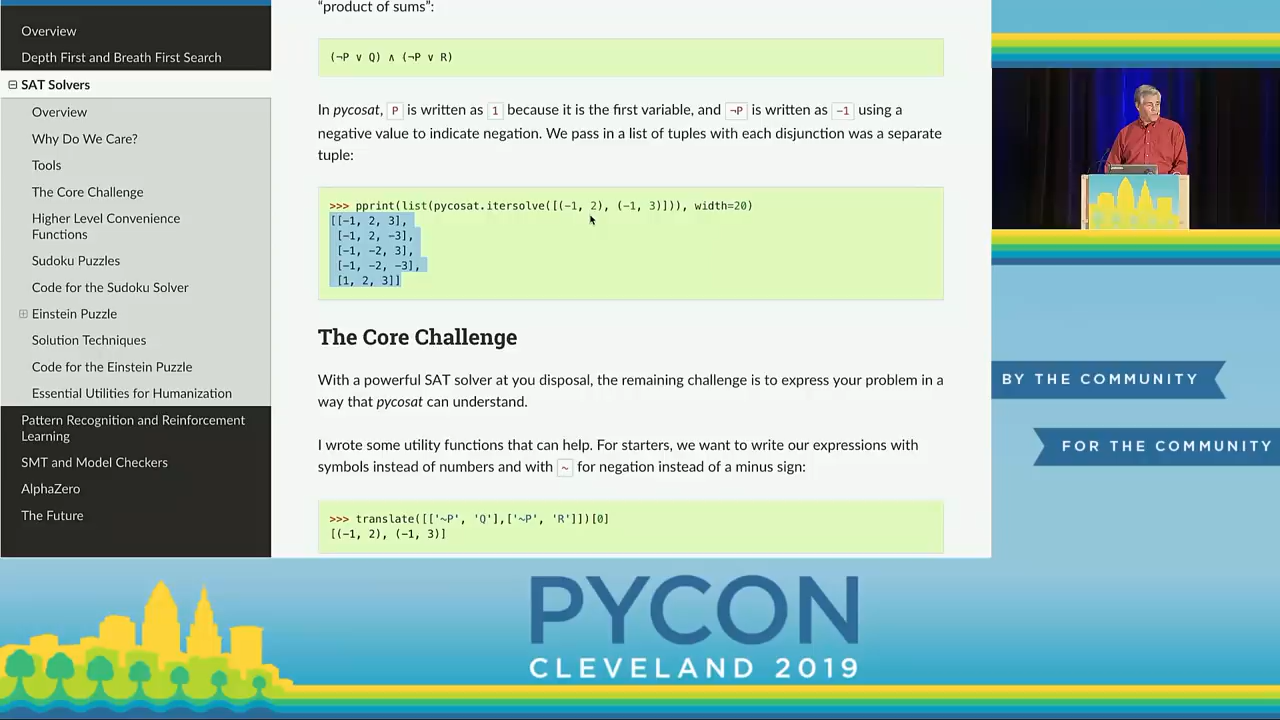 Overview
Depth First and Breath First Search
SAT Solvers
Overview
Why Do We Care?
Tools
The Core Challenge
Higher Level Convenience
Functions
Sudoku Puzzles
Code for the Sudoku Solver
Einstein Puzzle
Solution Techniques
Code for the Einstein Puzzle
Essential Utilities for Humanization
Pattern Recognition and Reinforcement
Learning
SMT and Model Checkers
AlphaZero
The Future
“product of sums”:
(¬P ∨ Q) ∧ (¬P ∨ R)
In pycosat, P is written as 1 because it is the first variable, and ¬P is written as −1 using a
negative value to indicate negation. We pass in a list of tuples with each disjunction was a separate
tuple:
>>> pprint(list(pycosat.itersolve([(-1, 2), (-1, 3)])), width=20)
[[-1, 2, 3],
[-1, 2, -3],
[-1, -2, 3],
[-1, -2, -3],
[1, 2, 3]]
The Core Challenge
With a powerful SAT solver at you disposal, the remaining challenge is to express your problem in a
way that pycosat can understand.
I wrote some utility functions that can help. For starters, we want to write our expressions with
symbols instead of numbers and with ~ for negation instead of a minus sign:
>>> translate([['~P', 'Q'],['~P', 'R']])[0]
[(-1, 2), (-1, 3)]
BY THE COMMUNITY
FOR THE COMMUNITY
PYCON
CLEVELAND 2019